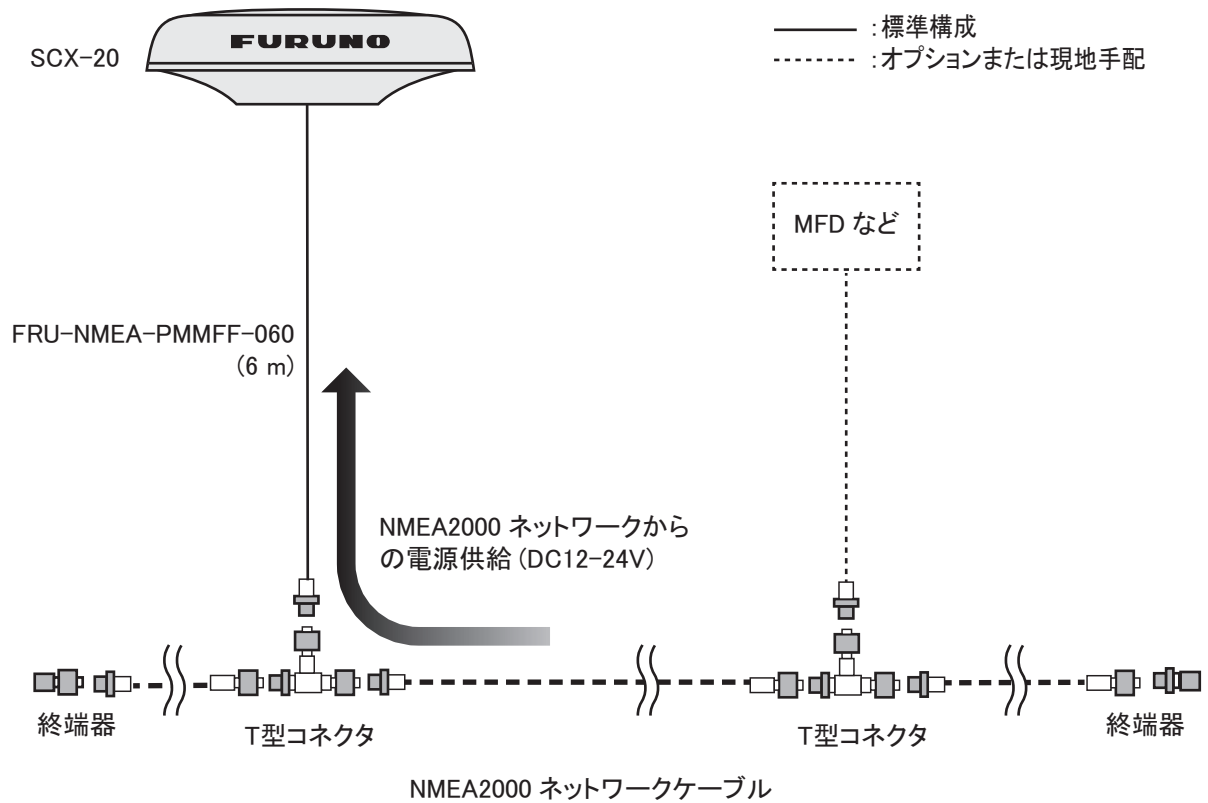 FURUNO
SCX-20
:標準構成
:オプションまたは現地手配
MFD など
FRU-NMEA-PMMFF-060
(6 m)
NMEA2000 ネットワークから
の電源供給(DC12-24V)
終端器
T型コネクタ
T型コネクタ
終端器
NMEA2000 ネットワークケーブル